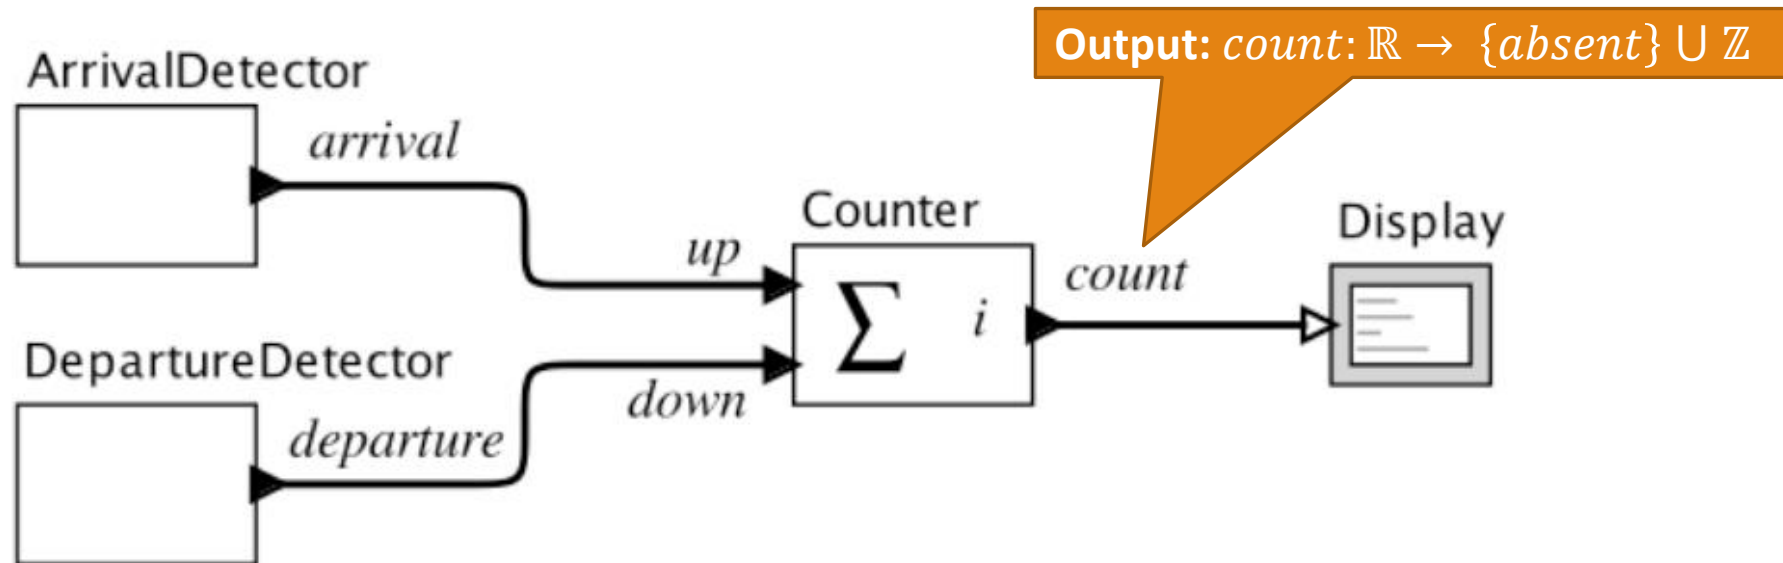 Output: count: ℝ → {absent} ∪ ℤ
ArrivalDetector
arrival
Counter
up
Σ i
down
count
Display
DepartureDetector
departure